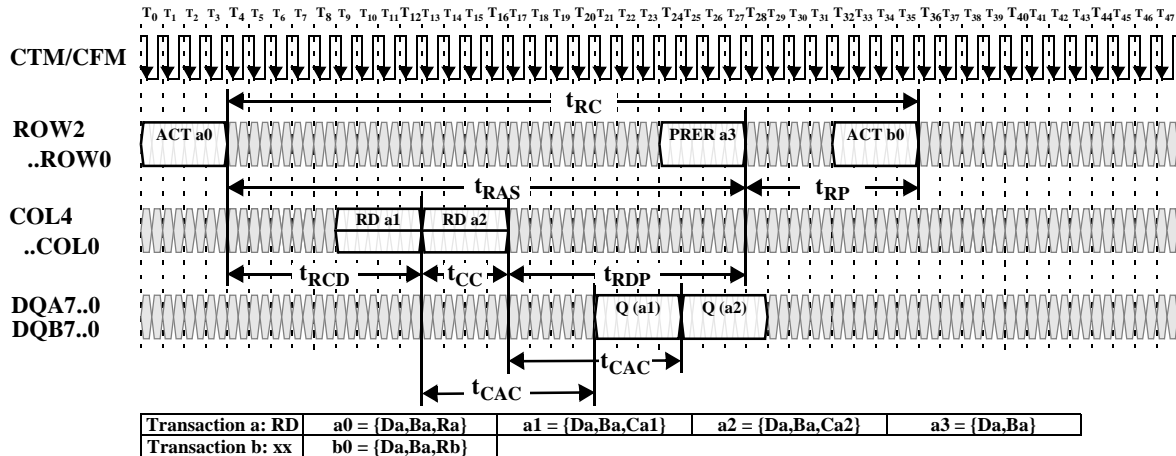 T0 T1 T2 T3 T4 T5 T6 T7 T8 T9 T10 T11 T12 T13 T14 T15 T16 T17 T18 T19 T20 T21 T22 T23 T24 T25 T26 T27 T28 T29 T30 T31 T32 T33 T34 T35 T36 T37 T38 T39 T40 T41 T42 T43 T44 T45 T46 T47
CTM/CFM
tRC
ROW2 ACT a0 PRER a3 ACT b0
..ROW0
tRAS tRP
COL4 RD a1 RD a2
..COL0
tRCD tCC tRDP
DQA7..0 Q (a1) Q (a2)
DQB7..0
tCAC
tCAC
Transaction a: RD a0 = {Da,Ba,Ra} a1 = {Da,Ba,Ca1} a2 = {Da,Ba,Ca2} a3 = {Da,Ba}
Transaction b: xx b0 = {Da,Ba,Rb}